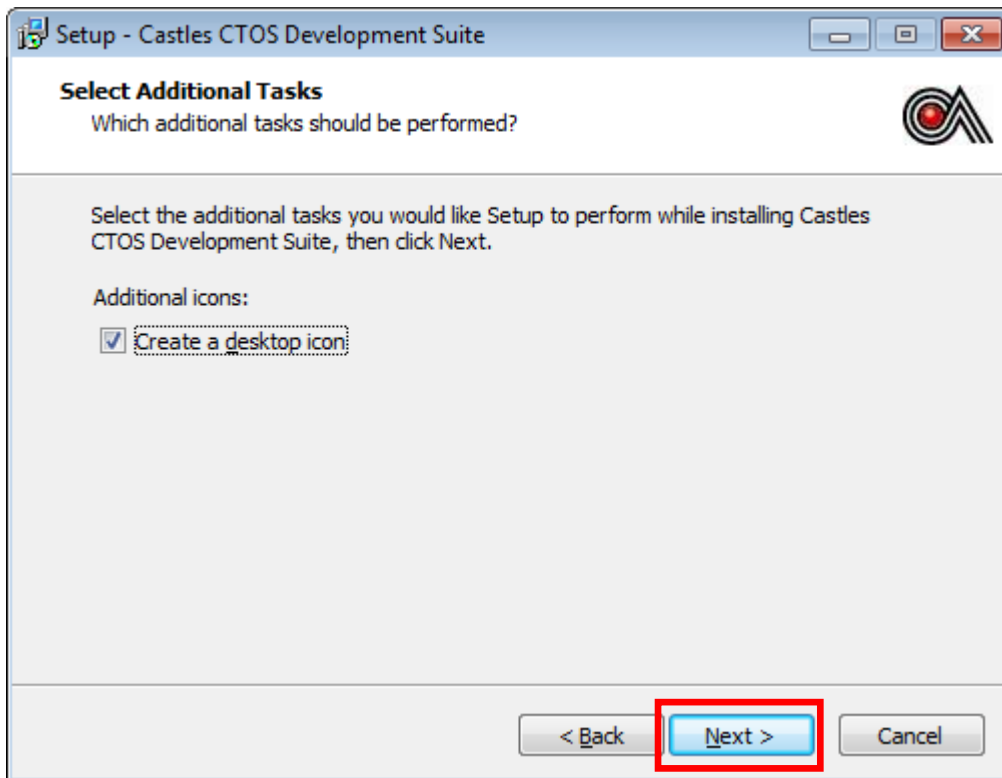 Setup - Castles CTOS Development Suite
Select Additional Tasks
Which additional tasks should be performed?
Select the additional tasks you would like Setup to perform while installing Castles
CTOS Development Suite, then click Next.
Additional icons:
Create a desktop icon
< Back
Next >
Cancel